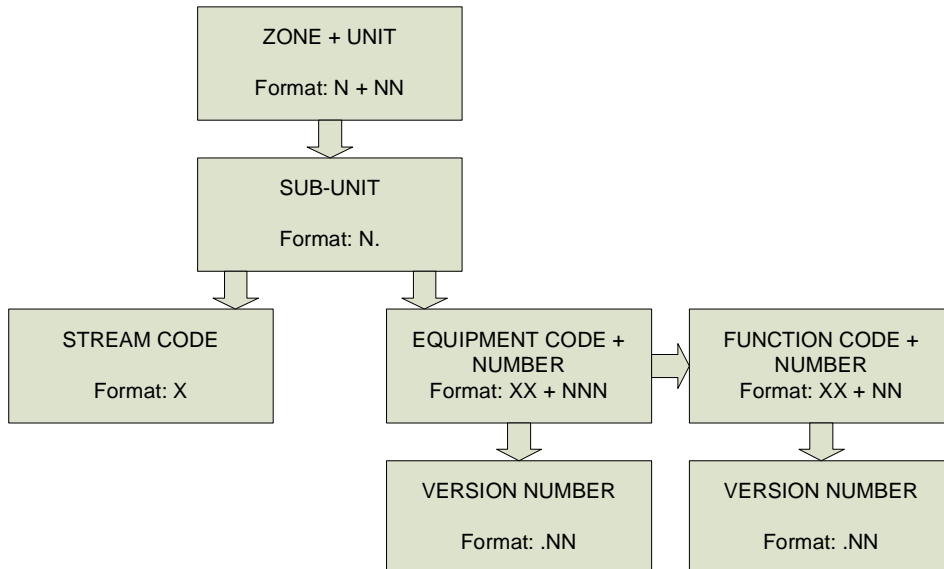 ZONE + UNIT
Format: N + NN
SUB-UNIT
Format: N.
STREAM CODE
Format: X
EQUIPMENT CODE +
NUMBER
Format: XX + NNN
FUNCTION CODE +
NUMBER
Format: XX + NN
VERSION NUMBER
Format: .NN
VERSION NUMBER
Format: .NN